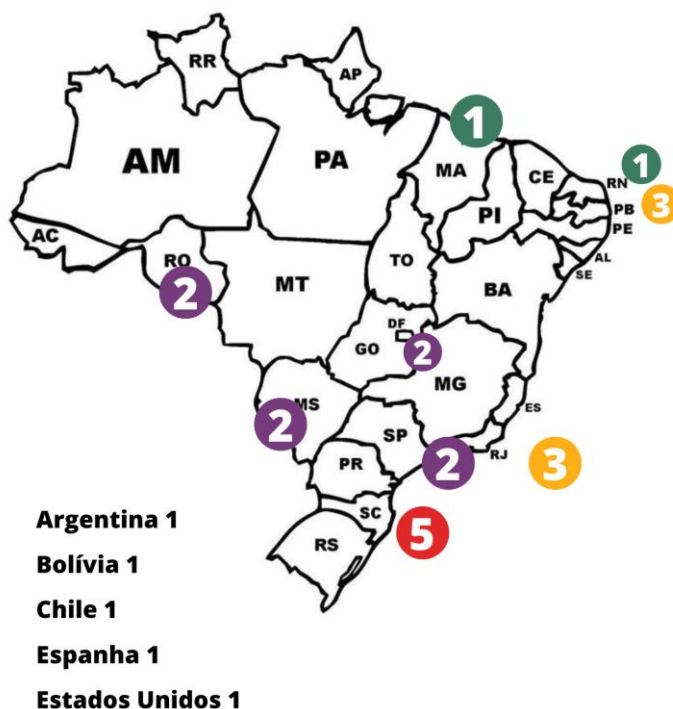 RR
AP
AM
PA
1
MA
CE
1
RN
PB
3
PI
PE
AC
AL
SE
RO
2
MT
TO
BA
DF
GO
2
MG
MS
2
ES
SP
2
RJ
3
PR
SC
5
RS
Argentina 1
Bolívia 1
Chile 1
Espanha 1
Estados Unidos 1